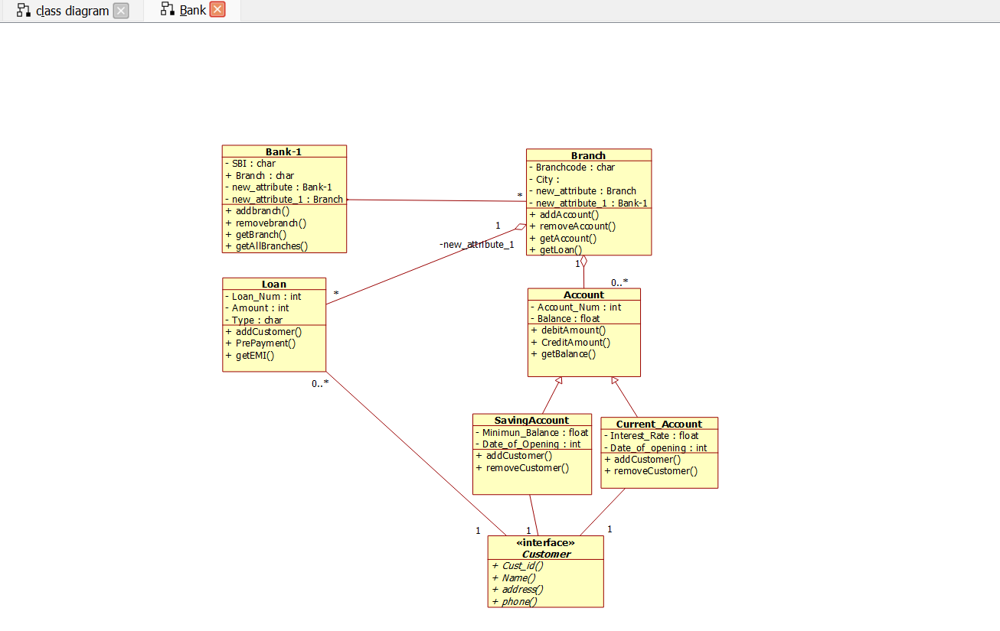 class diagram
Bank
Bank-1
- SBI : char
+ Branch : char
- new_attribute : Bank-1
- new_attribute_1 : Branch
+ addbranch()
+ removebranch()
+ getBranch()
+ getAllBranches()
*
Branch
- Branchcode : char
- City :
- new_attribute : Branch
- new_attribute_1 : Bank-1
+ addAccount()
+ removeAccount()
+ getAccount()
+ getLoan()
1
-new_attribute_1
*
1
0..*
Loan
- Loan_Num : int
- Amount : int
- Type : char
+ addCustomer()
+ PrePayment()
+ getEMI()
0..*
Account
- Account_Num : int
- Balance : float
+ debitAmount()
+ CreditAmount()
+ getBalance()
SavingAccount
- Minimun_Balance : float
- Date_of_Opening : int
+ addCustomer()
+ removeCustomer()
Current_Account
- Interest_Rate : float
- Date_of_opening : int
+ addCustomer()
+ removeCustomer()
1
1
1
«interface»
Customer
+ Cust_id()
+ Name()
+ address()
+ phone()